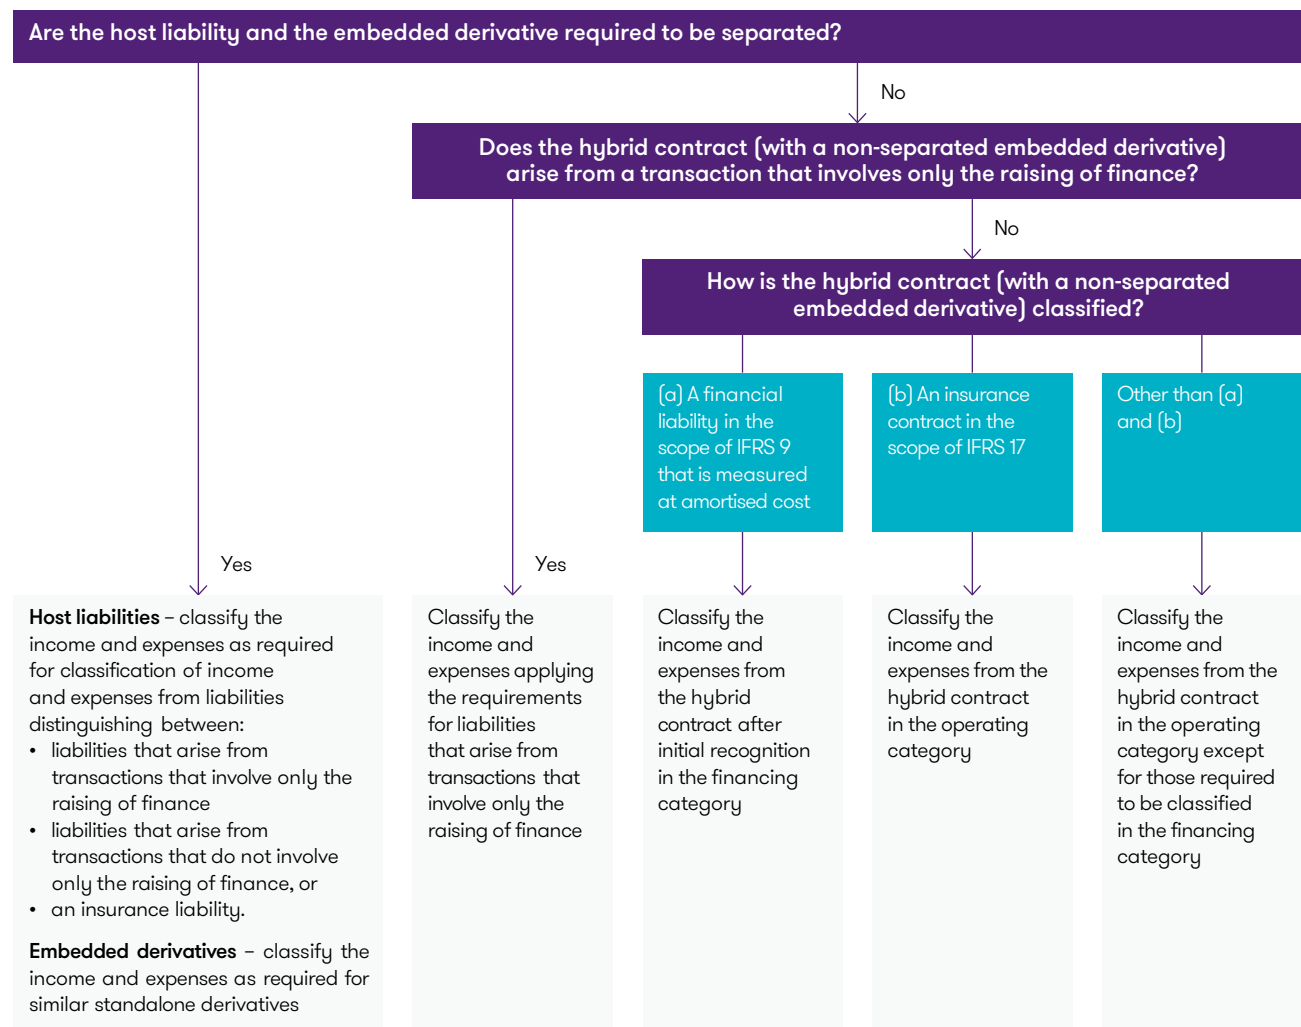 Are the host liability and the embedded derivative required to be separated?
No
Does the hybrid contract (with a non-separated embedded derivative)
arise from a transaction that involves only the raising of finance?
No
How is the hybrid contract (with a non-separated
embedded derivative) classified?
(a) A financial
liability in the
scope of IFRS 9
that is measured
at amortised cost
(b) An insurance
contract in the
scope of IFRS 17
Other than (a)
and (b)
Yes
Yes
Host liabilities – classify the
income and expenses as required
for classification of income
and expenses from liabilities
distinguishing between:
• liabilities that arise from
transactions that involve only the
raising of finance
• liabilities that arise from
transactions that do not involve
only the raising of finance, or
• an insurance liability.
Embedded derivatives – classify the
income and expenses as required for
similar standalone derivatives
Classify the
income and
expenses applying
the requirements
for liabilities
that arise from
transactions that
involve only the
raising of finance
Classify the
income and
expenses from
the hybrid
contract after
initial recognition
in the financing
category
Classify the
income and
expenses from the
hybrid contract
in the operating
category
Classify the
income and
expenses from the
hybrid contract
in the operating
category except
for those required
to be classified
in the financing
category